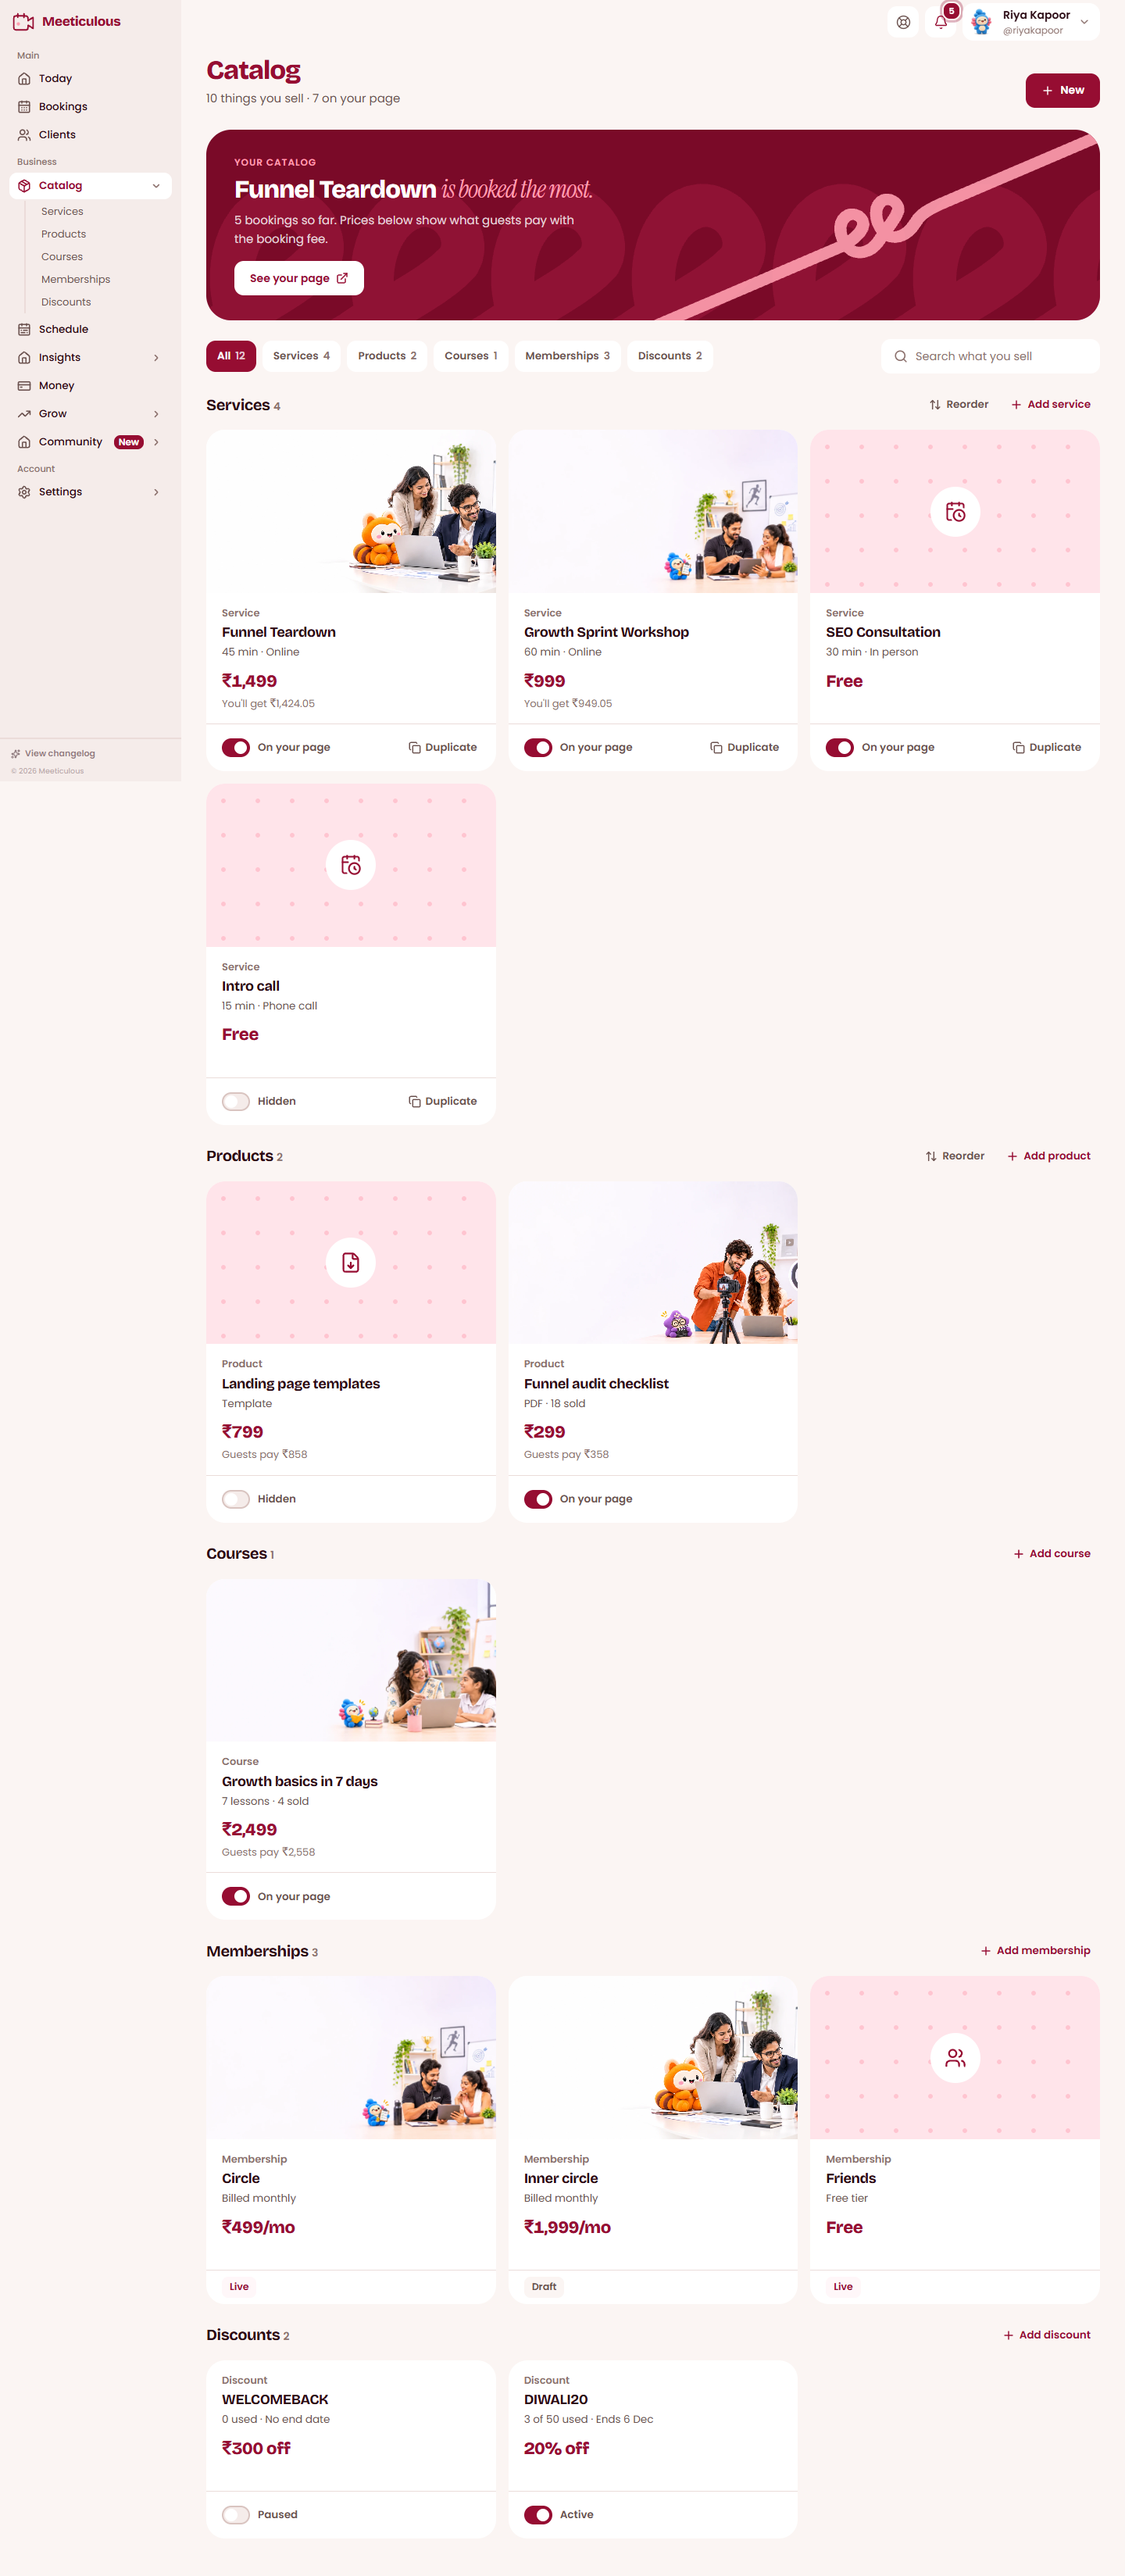 Meeticulous
5
Riya Kapoor
@riyakapoor
Main
Today
Bookings
Clients
Business
Catalog
Services
Products
Courses
Memberships
Discounts
Schedule
Insights
Money
Grow
Community New
Account
Settings
View changelog
© 2026 Meeticulous
Catalog
10 things you sell · 7 on your page
New
YOUR CATALOG
Funnel Teardown is booked the most.
5 bookings so far. Prices below show what guests pay with
the booking fee.
See your page
All 12 Services 4 Products 2 Courses 1 Memberships 3 Discounts 2
Search what you sell
Services 4
Reorder
Add service
Service
Funnel Teardown
45 min · Online
₹1,499
You'll get ₹1,424.05
On your page
Duplicate
Service
Growth Sprint Workshop
60 min · Online
₹999
You'll get ₹949.05
On your page
Duplicate
Service
SEO Consultation
30 min · In person
Free
On your page
Duplicate
Service
Intro call
15 min · Phone call
Free
Hidden
Duplicate
Products 2
Reorder
Add product
Product
Landing page templates
Template
₹799
Guests pay ₹858
Hidden
Product
Funnel audit checklist
PDF · 18 sold
₹299
Guests pay ₹358
On your page
Courses 1
Add course
Course
Growth basics in 7 days
7 lessons · 4 sold
₹2,499
Guests pay ₹2,558
On your page
Memberships 3
Add membership
Membership
Circle
Billed monthly
₹499/mo
Live
Membership
Inner circle
Billed monthly
₹1,999/mo
Draft
Membership
Friends
Free tier
Free
Live
Discounts 2
Add discount
Discount
WELCOMEBACK
0 used · No end date
₹300 off
Paused
Discount
DIWALI20
3 of 50 used · Ends 6 Dec
20% off
Active